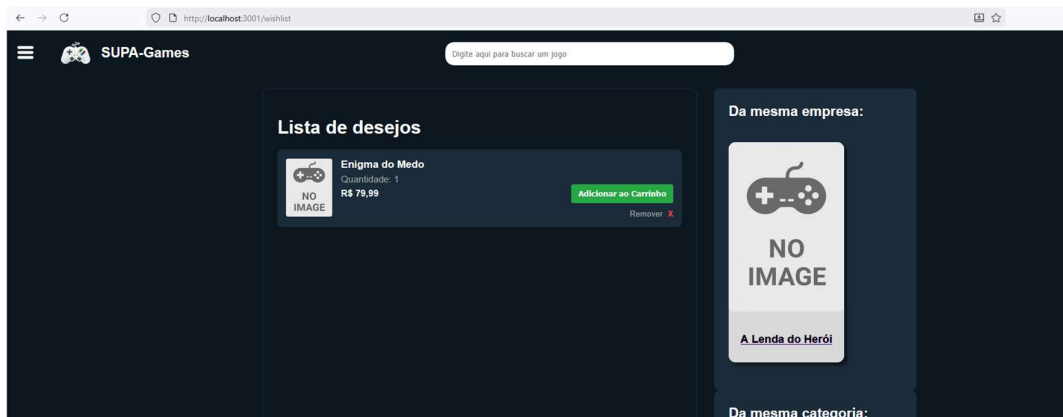 http://localhost:3001/wishlist
SUPA-Games
Digite aqui para buscar um jogo
Lista de desejos
Enigma do Medo
Quantidade: 1
R$ 79,99
NO
IMAGE
Adicionar ao Carrinho
Remover X
Da mesma empresa:
NO
IMAGE
A Lenda do Herói
Da mesma categoria: